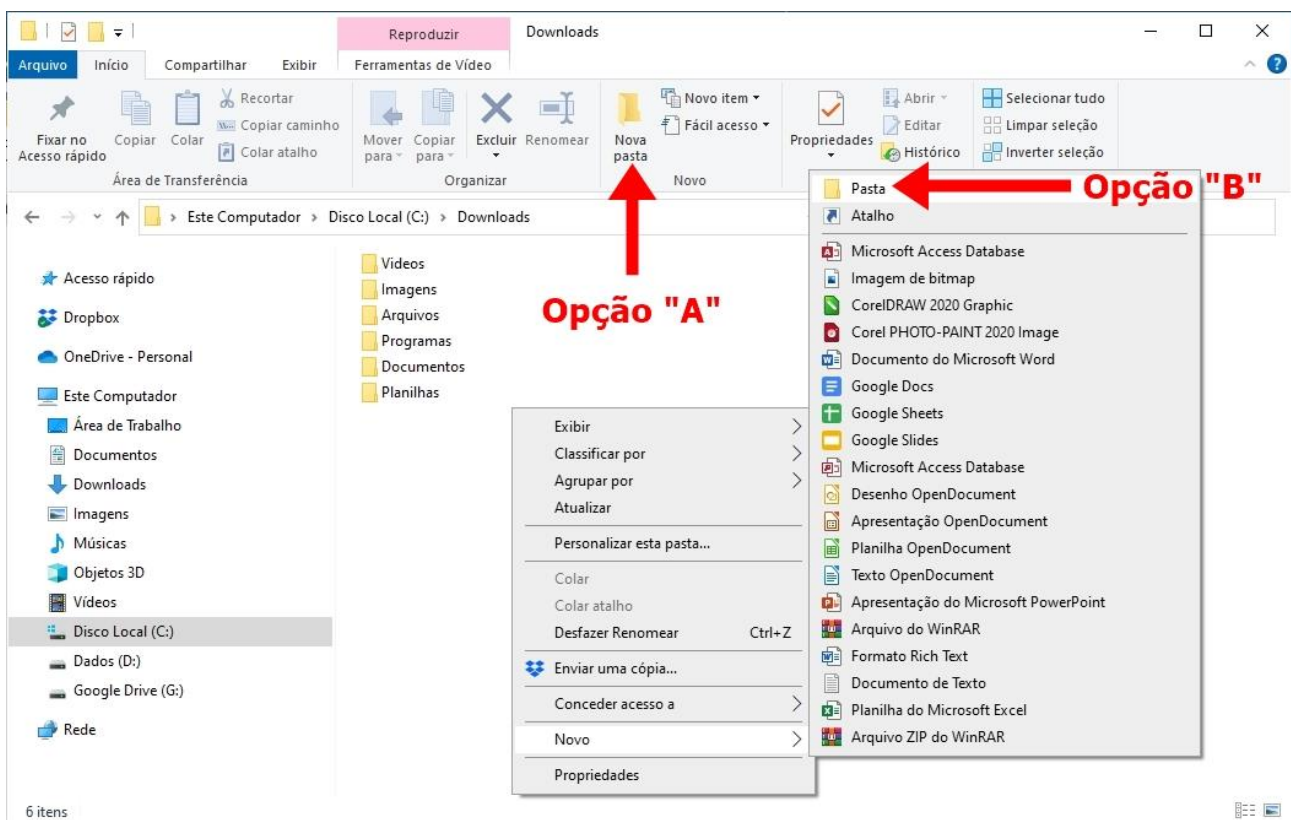 Reproduzir
Downloads
Arquivo
Início
Compartilhar
Exibir
Ferramentas de Vídeo
Fixar no
Acesso rápido
Copiar
Colar
Recortar
Copiar caminho
Colar atalho
Área de Transferência
Mover
para
Copiar
para
Excluir
Renomear
Organizar
Nova
pasta
Novo item
Fácil acesso
Novo
Propriedades
Abrir
Editar
Histórico
Selecionar tudo
Limpar seleção
Inverter seleção
Este Computador > Disco Local (C:) > Downloads
Acesso rápido
Dropbox
OneDrive - Personal
Este Computador
Área de Trabalho
Documentos
Downloads
Imagens
Músicas
Objetos 3D
Vídeos
Disco Local (C:)
Dados (D:)
Google Drive (G:)
Rede
6 itens
Videos
Imagens
Arquivos
Programas
Documentos
Planilhas
Opção "A"
Exibir
Classificar por
Agrupar por
Atualizar
Personalizar esta pasta...
Colar
Colar atalho
Desfazer Renomear Ctrl+Z
Enviar uma cópia...
Conceder acesso a
Novo
Propriedades
Opção "B"
Pasta
Atalho
Microsoft Access Database
Imagem de bitmap
CorelDRAW 2020 Graphic
Corel PHOTO-PAINT 2020 Image
Documento do Microsoft Word
Google Docs
Google Sheets
Google Slides
Microsoft Access Database
Desenho OpenDocument
Apresentação OpenDocument
Planilha OpenDocument
Texto OpenDocument
Apresentação do Microsoft PowerPoint
Arquivo do WinRAR
Formato Rich Text
Documento de Texto
Planilha do Microsoft Excel
Arquivo ZIP do WinRAR